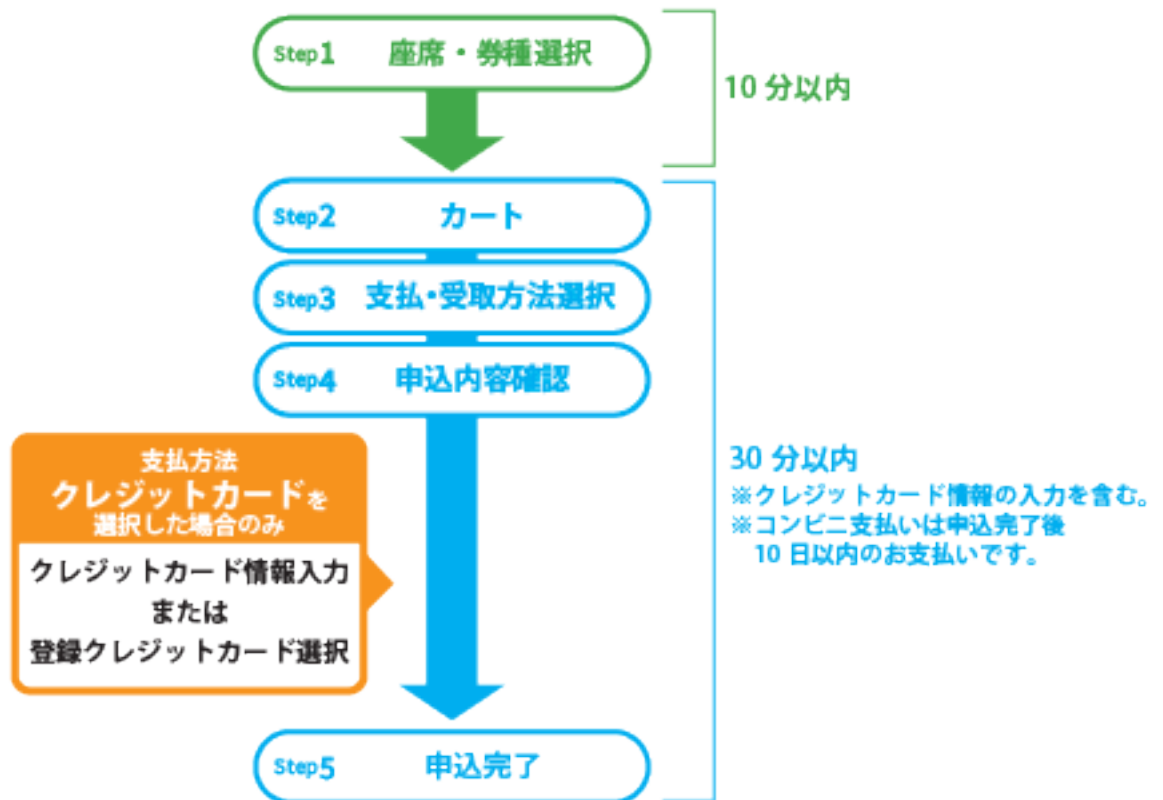 Step1 座席・券種選択
10 分以内
Step2 カート
Step3 支払・受取方法選択
Step4 申込内容確認
支払方法
クレジットカードを
選択した場合のみ
クレジットカード情報入力
または
登録クレジットカード選択
30 分以内
※クレジットカード情報の入力を含む。
※コンビニ支払いは申込完了後
10 日以内のお支払いです。
Step5 申込完了